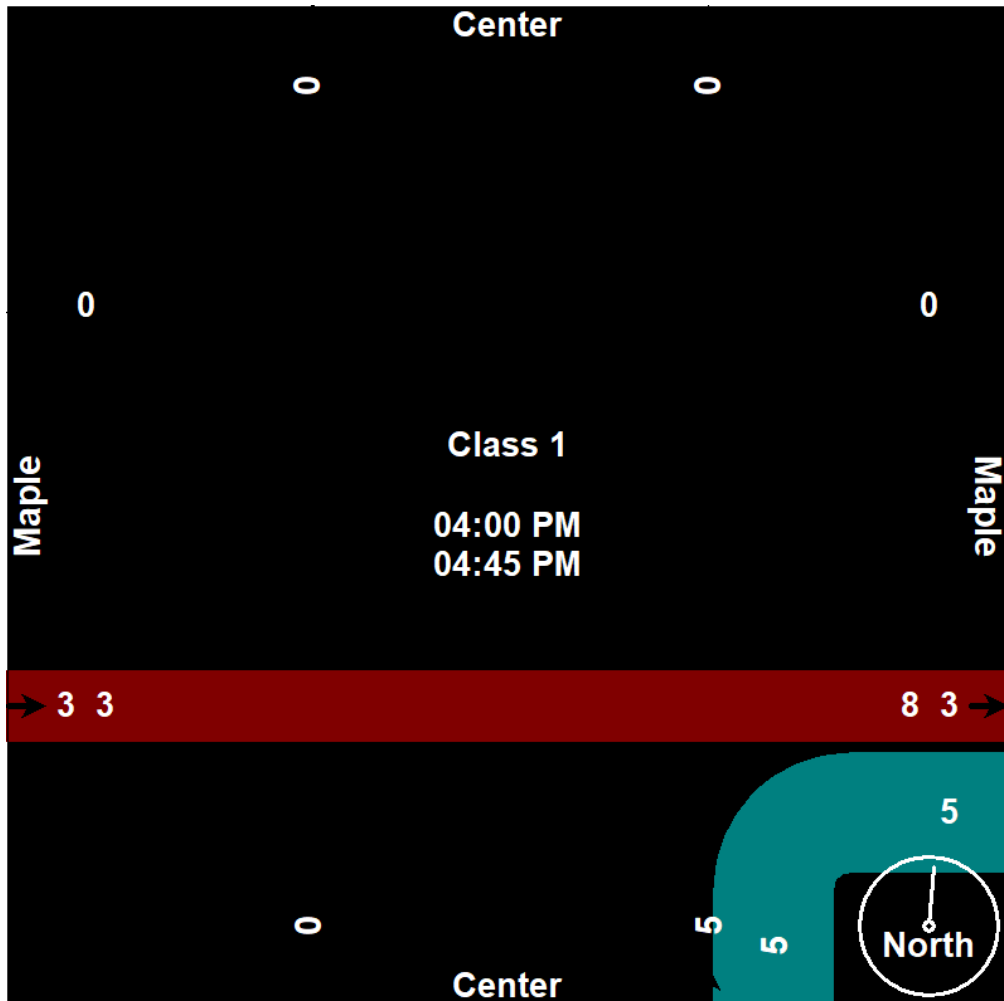 Center
0 0
0 0
Class 1
Maple Maple
04:00 PM
04:45 PM
3 3 8 3
5
0 5 5
North
Center